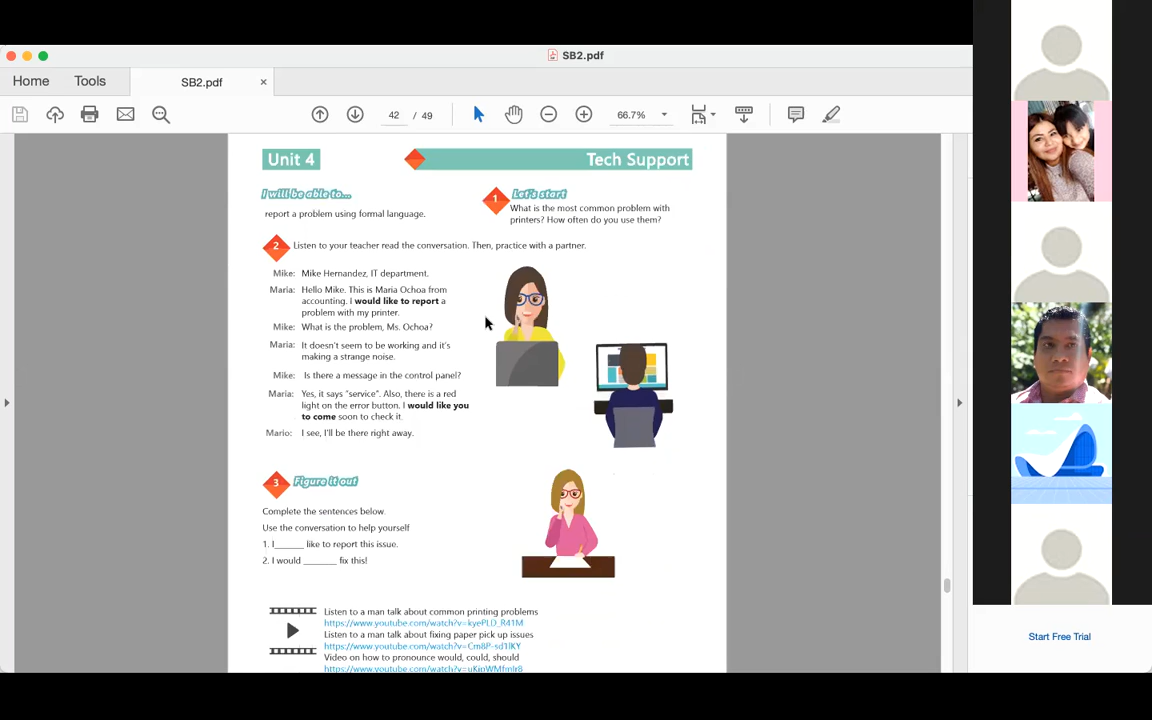 SB2.pdf
Home Tools SB2.pdf ×
42 / 49 66.7%
Unit 4 Tech Support
I will be able to...
report a problem using formal language.
1 Let's start
What is the most common problem with
printers? How often do you use them?
2 Listen to your teacher read the conversation. Then, practice with a partner.
Mike: Mike Hernandez, IT department.
Maria: Hello Mike. This is Maria Ochoa from
accounting. I would like to report a
problem with my printer.
Mike: What is the problem, Ms. Ochoa?
Maria: It doesn't seem to be working and it's
making a strange noise.
Mike: Is there a message in the control panel?
Maria: Yes, it says "service". Also, there is a red
light on the error button. I would like you
to come soon to check it.
Mario: I see, I'll be there right away.
3 Figure it out
Complete the sentences below.
Use the conversation to help yourself
1. I______ like to report this issue.
2. I would _______ fix this!
Listen to a man talk about common printing problems
https://www.youtube.com/watch?v=kyePLD_R41M
Listen to a man talk about fixing paper pick up issues
Video on how to pronounce would, could, should
Start Free Trial